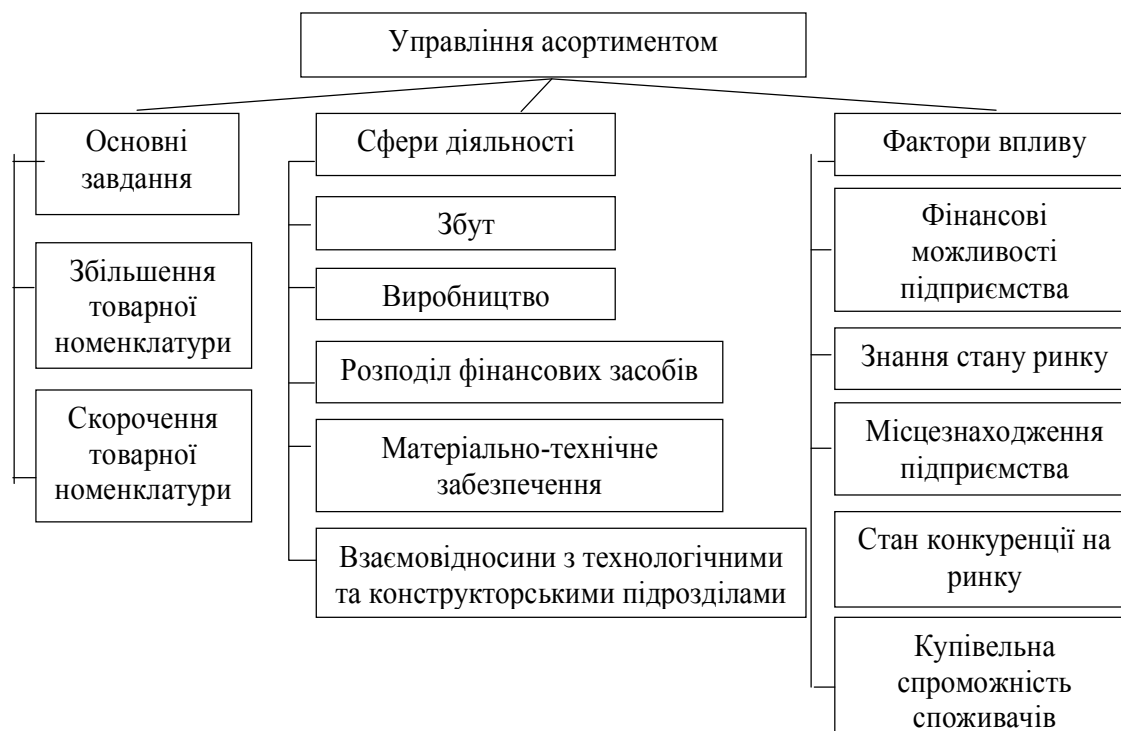 Управління асортиментом
Основні
завдання
Збільшення
товарної
номенклатури
Скорочення
товарної
номенклатури
Сфери діяльності
Збут
Виробництво
Розподіл фінансових засобів
Матеріально-технічне
забезпечення
Взаємовідносини з технологічними
та конструкторськими підрозділами
Фактори впливу
Фінансові
можливості
підприємства
Знання стану ринку
Місцезнаходження
підприємства
Стан конкуренції на
ринку
Купівельна
спроможність
споживачів